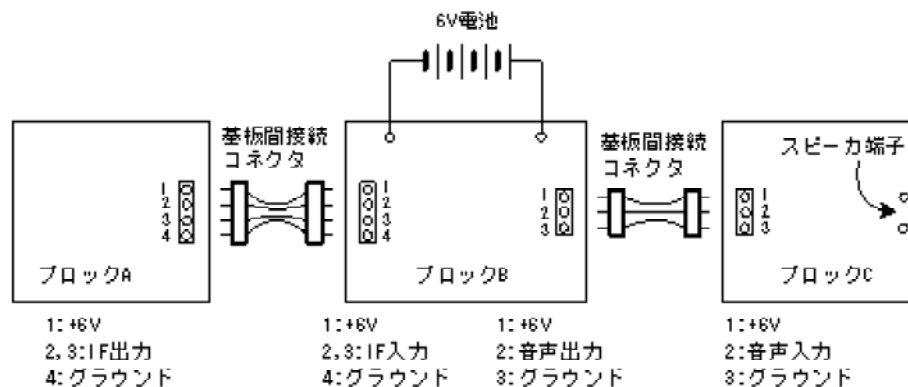 6V電池
基板間接続
コネクタ
基板間接続
コネクタ
スピーカ端子
1
2
3
4
1
2
3
4
1
2
3
1
2
3
ブロックA
ブロックB
ブロックC
1:+6V
2,3:IF出力
4:グラウンド
1:+6V
2,3:IF入力
4:グラウンド
1:+6V
2:音声出力
3:グラウンド
1:+6V
2:音声入力
3:グラウンド